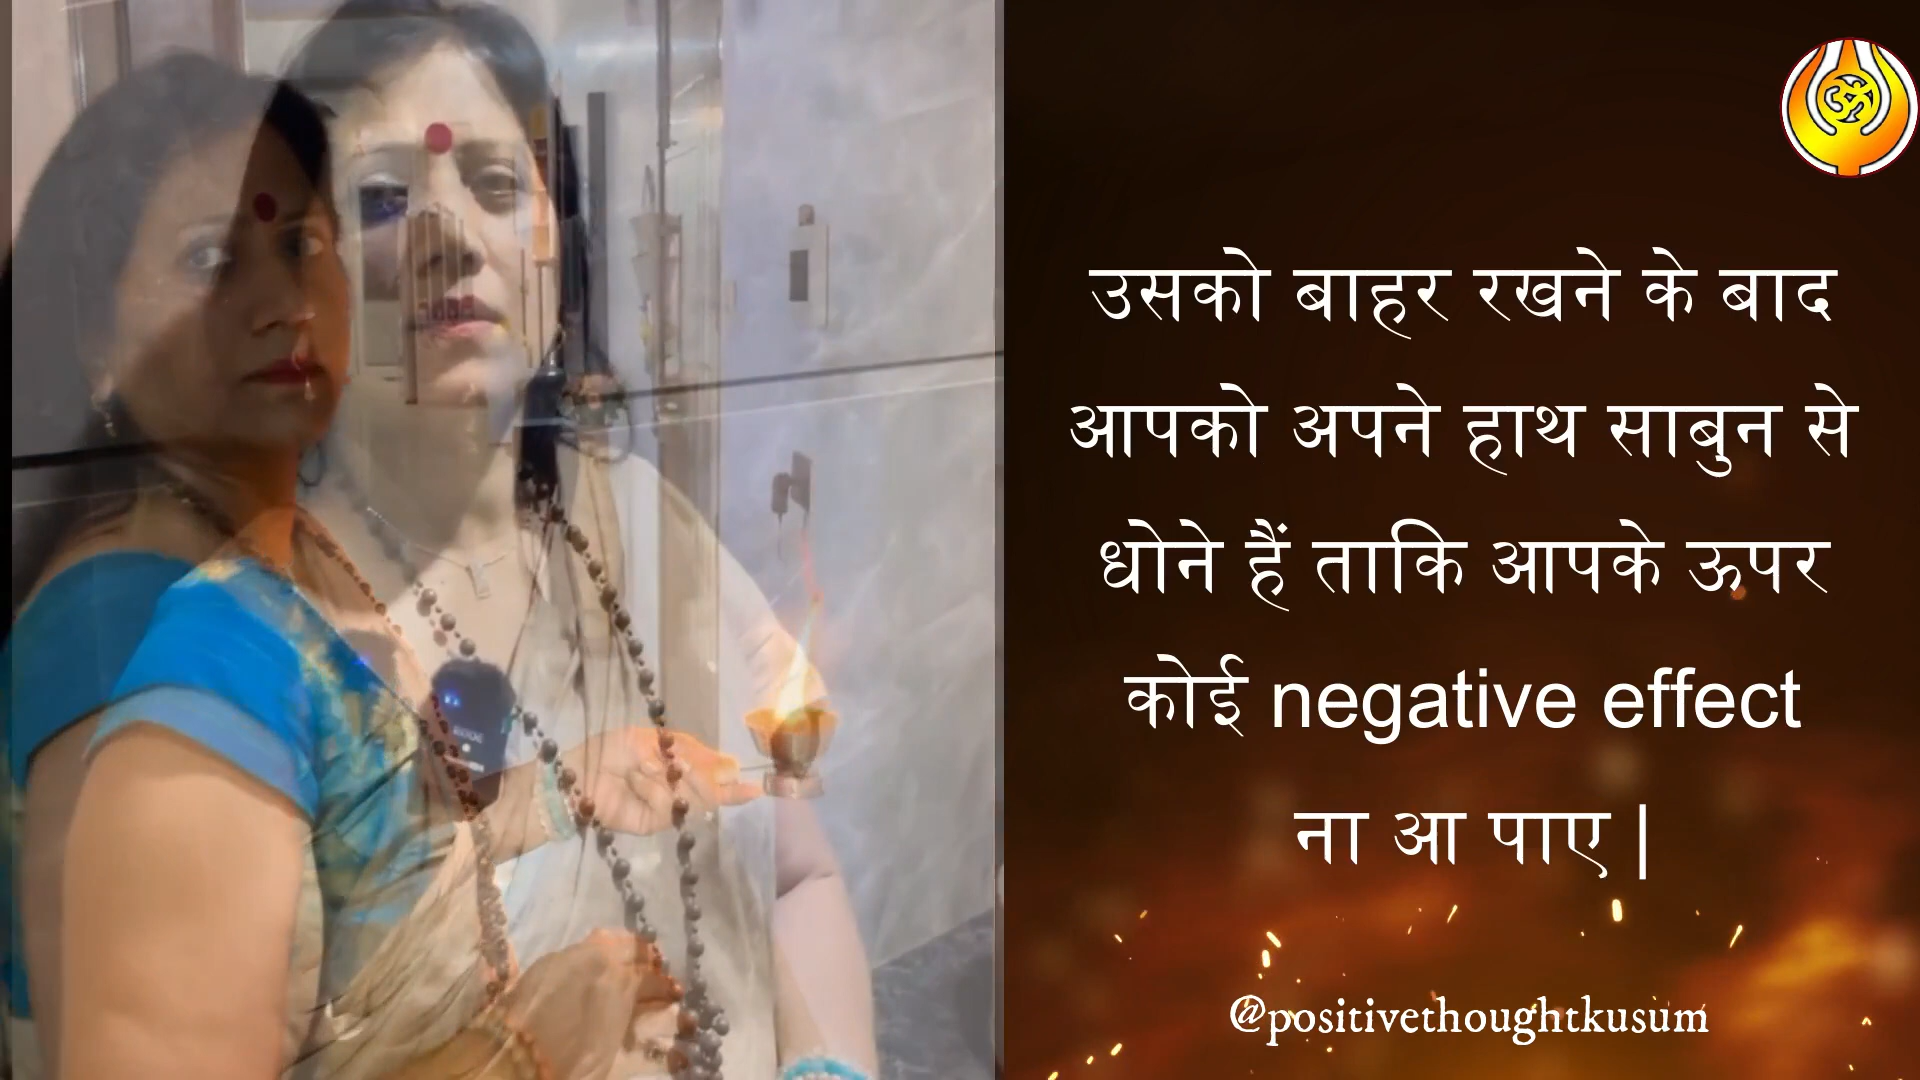 उसको बाहर रखने के बाद
आपको अपने हाथ साबुन से
धोने हैं ताकि आपके ऊपर
कोई negative effect
ना आ पाए |
@positivethoughtkusum
ॐ